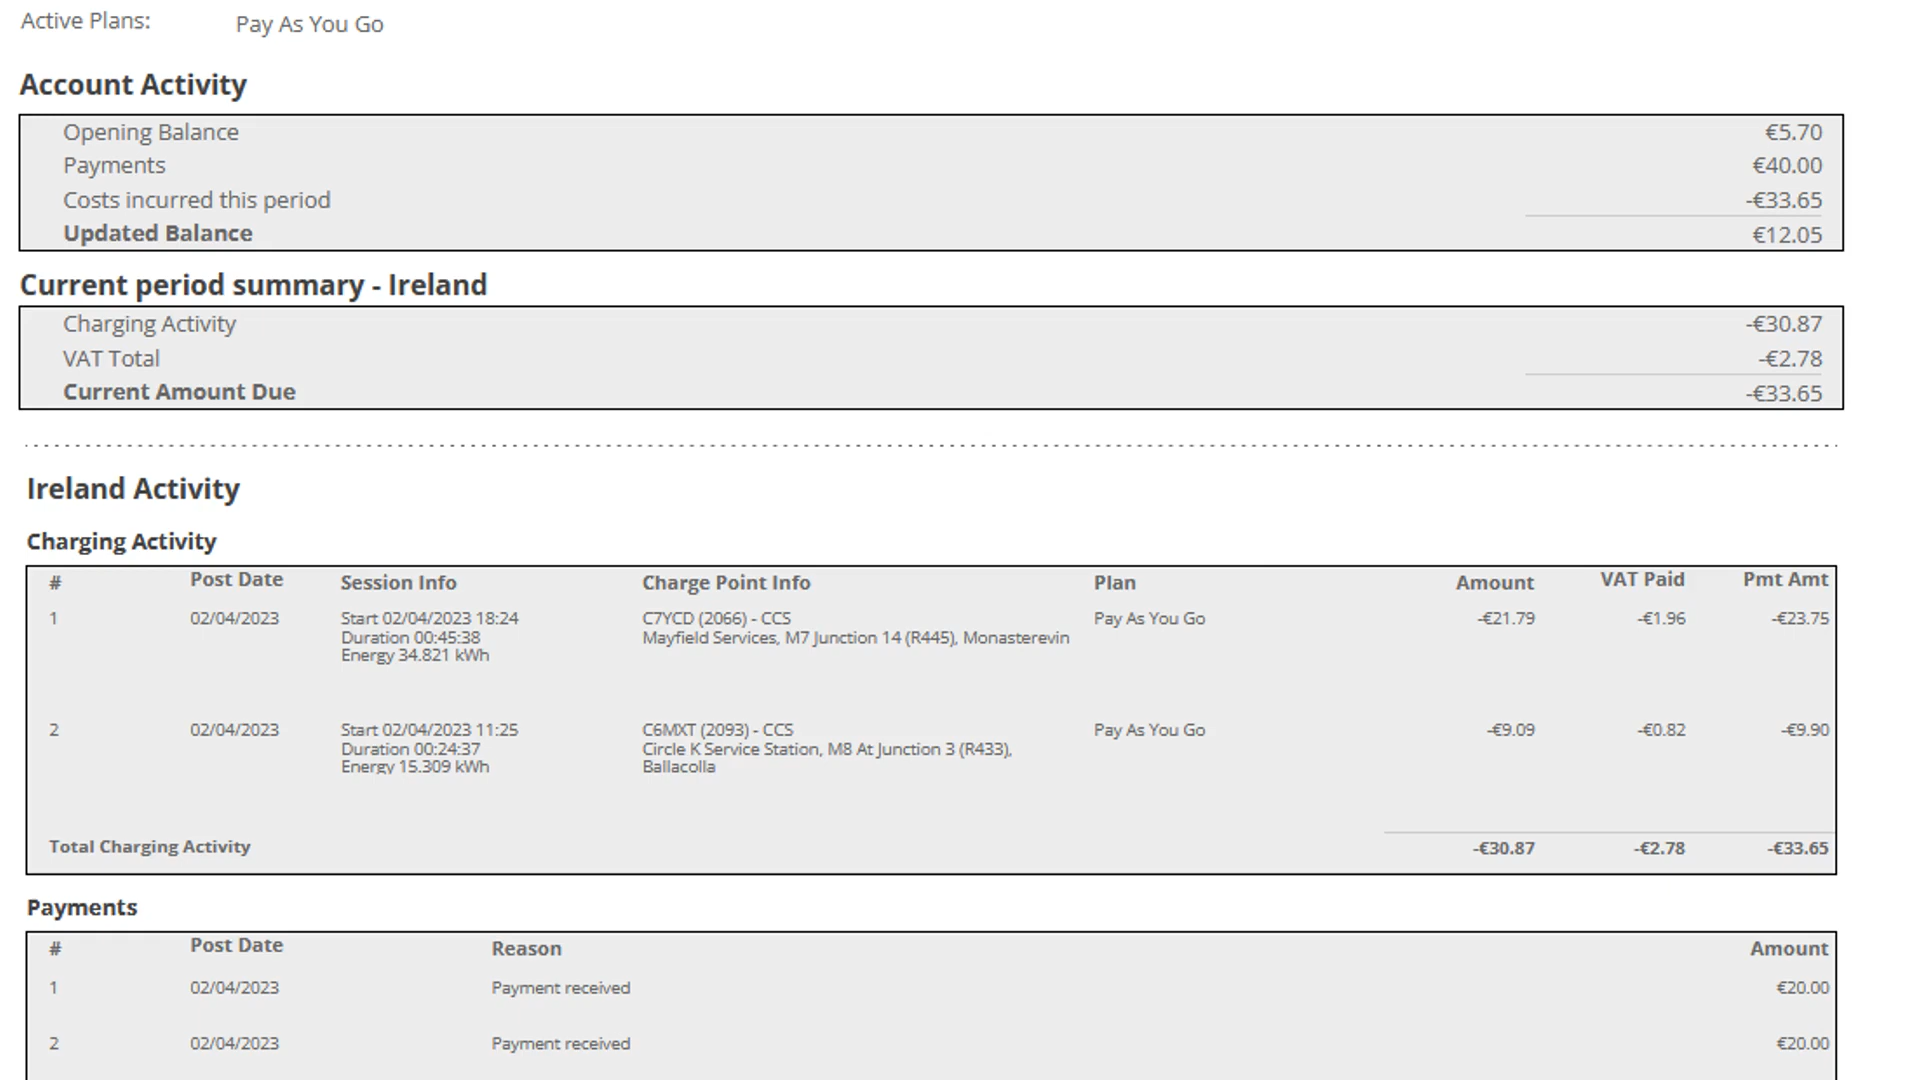 Active Plans: Pay As You Go
Account Activity
Opening Balance €5.70
Payments €40.00
Costs incurred this period -€33.65
Updated Balance €12.05
Current period summary - Ireland
Charging Activity -€30.87
VAT Total -€2.78
Current Amount Due -€33.65
Ireland Activity
Charging Activity
# Post Date Session Info Charge Point Info Plan Amount VAT Paid Pmt Amt
1 02/04/2023 Start 02/04/2023 18:24 C7YCD (2066) - CCS Pay As You Go -€21.79 -€1.96 -€23.75
Duration 00:45:38 Mayfield Services, M7 Junction 14 (R445), Monasterevin
Energy 34.821 kWh
2 02/04/2023 Start 02/04/2023 11:25 C6MXT (2093) - CCS Pay As You Go -€9.09 -€0.82 -€9.90
Duration 00:24:37 Circle K Service Station, M8 At Junction 3 (R433),
Energy 15.309 kWh Ballacolla
Total Charging Activity -€30.87 -€2.78 -€33.65
Payments
# Post Date Reason Amount
1 02/04/2023 Payment received €20.00
2 02/04/2023 Payment received €20.00